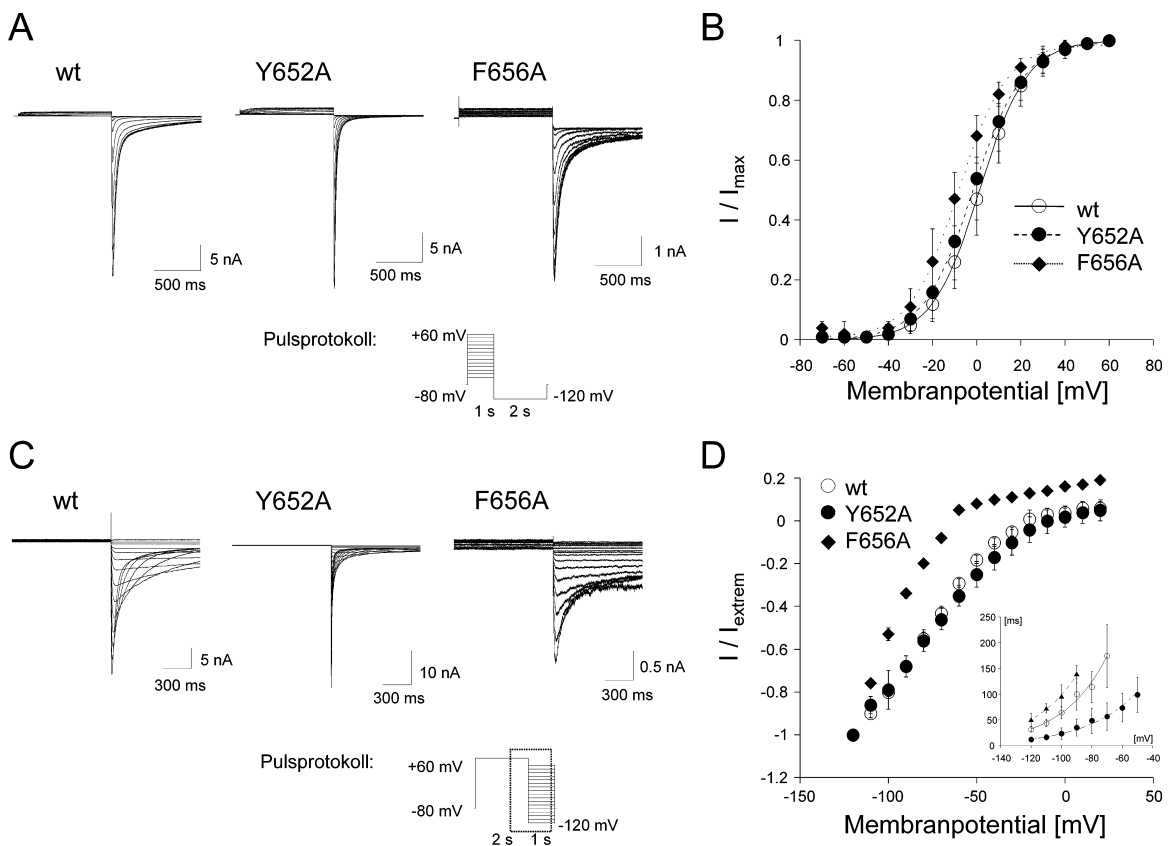 A
wt
Y652A
F656A
5 nA
500 ms
5 nA
500 ms
1 nA
500 ms
Pulsprotokoll:
+60 mV
-80 mV
-120 mV
1 s
2 s
B
I / Imax
1
0.8
0.6
0.4
0.2
0
wt
Y652A
F656A
-80
-60
-40
-20
0
20
40
60
80
Membranpotential [mV]
C
wt
Y652A
F656A
5 nA
300 ms
10 nA
300 ms
0.5 nA
300 ms
Pulsprotokoll:
+60 mV
-80 mV
-120 mV
2 s
1 s
D
I / Iextrem
0.2
0
-0.2
-0.4
-0.6
-0.8
-1
-1.2
wt
Y652A
F656A
250
200
150
100
50
0
[ms]
[mV]
-120
-100
-80
-60
-40
-150
-100
-50
0
50
Membranpotential [mV]